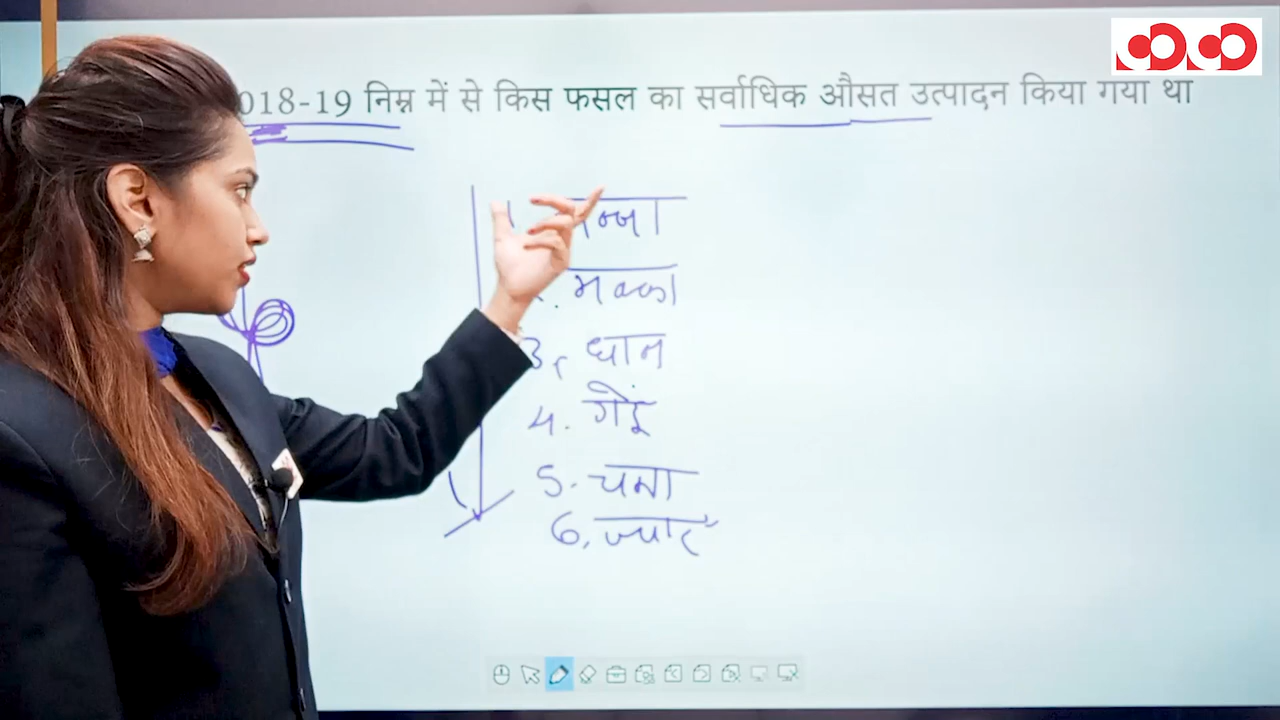 018-19 निम्न में से किस फसल का सर्वाधिक औसत उत्पादन किया गया था
मक्का
3, धान
4. गेहूं
5. चना
6. ज्वार